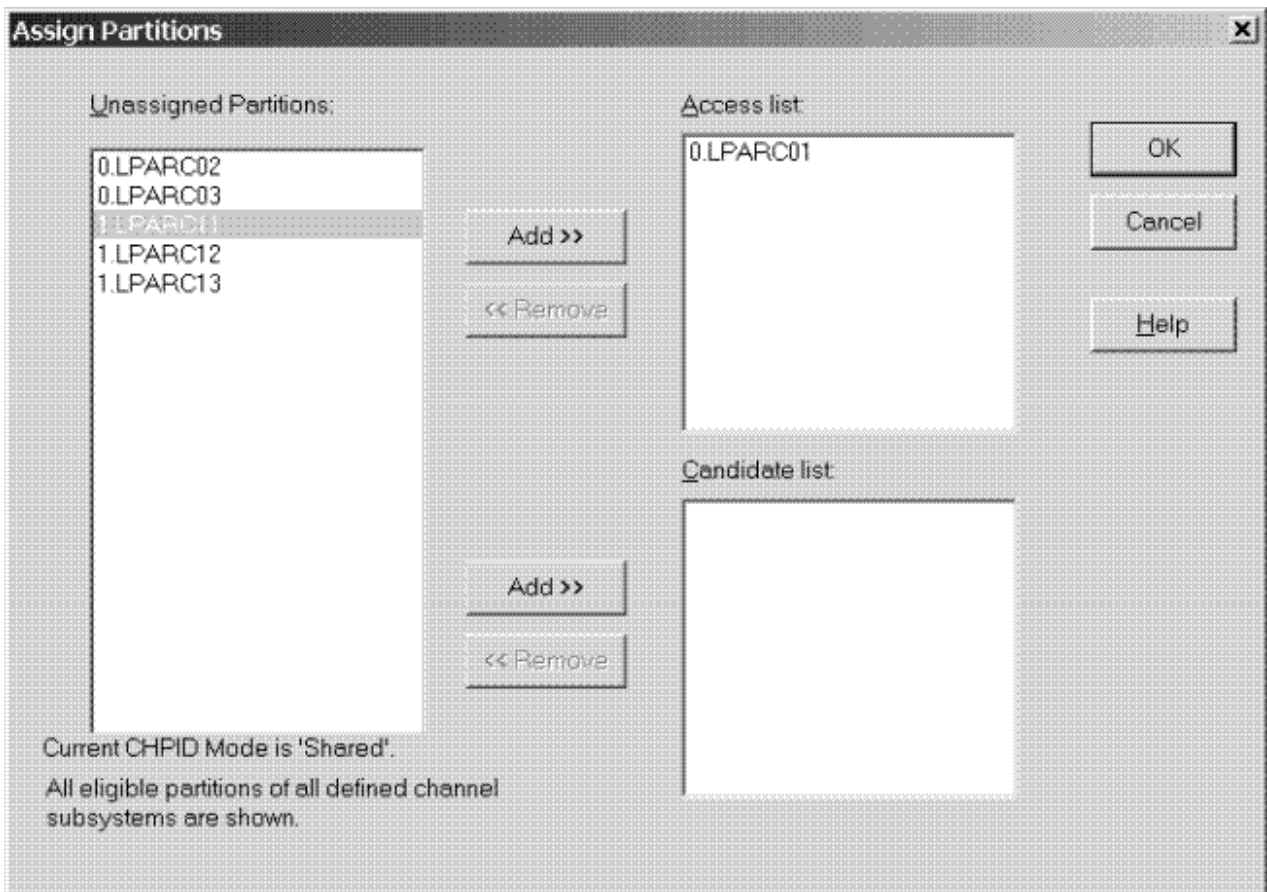 Assign Partitions
Unassigned Partitions:
0.LPARC02
0.LPARC03
1.LPARC11
1.LPARC12
1.LPARC13
Add >>
<< Remove
Add >>
<< Remove
Current CHPID Mode is 'Shared'.
All eligible partitions of all defined channel
subsystems are shown.
Access list:
0.LPARC01
Candidate list:
OK
Cancel
Help